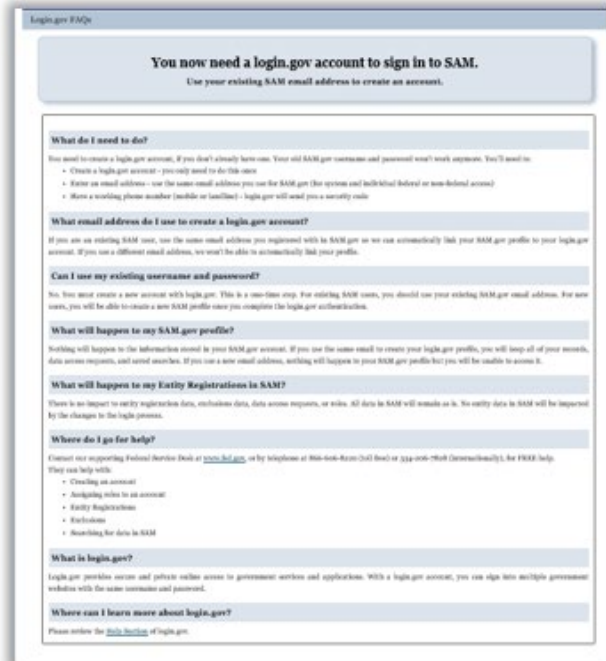 Login.gov FAQs
You now need a login.gov account to sign in to SAM.
Use your existing SAM email address to create an account.
What do I need to do?
You need to create a login.gov account, if you don't already have one. Your old SAM.gov username and password won't work anymore. You'll need to:
• Create a login.gov account - you only need to do this once
• Enter an email address - use the same email address you use for SAM.gov (for system and individual federal or non-federal access)
• Have a working phone number (mobile or landline) - login.gov will send you a security code
What email address do I use to create a login.gov account?
If you are an existing SAM user, use the same email address you registered with in SAM.gov so we can automatically link your SAM.gov profile to your login.gov
account. If you use a different email address, we won't be able to automatically link your profile.
Can I use my existing username and password?
No. You must create a new account with login.gov. This is a one-time step. For existing SAM users, you should use your existing SAM.gov email address. For new
users, you will be able to create a new SAM profile once you complete the login.gov authentication.
What will happen to my SAM.gov profile?
Nothing will happen to the information stored in your SAM.gov account. If you use the same email to create your login.gov profile, you will keep all of your records,
data access requests, and saved searches. If you use a new email address, nothing will happen to your SAM.gov profile but you will be unable to access it.
What will happen to my Entity Registrations in SAM?
There is no impact to entity registration data, exclusions data, data access requests, or roles. All data in SAM will remain as is. No entity data in SAM will be impacted
by the changes to the login process.
Where do I go for help?
Contact our supporting Federal Service Desk at www.fsd.gov, or by telephone at 866-606-8220 (toll free) or 334-206-7828 (internationally), for FREE help.
They can help with:
• Creating an account
• Assigning roles to an account
• Entity Registrations
• Exclusions
• Searching for data in SAM
What is login.gov?
Login.gov provides secure and private online access to government services and applications. With a login.gov account, you can sign into multiple government
websites with the same username and password.
Where can I learn more about login.gov?
Please review the Help Section of login.gov.